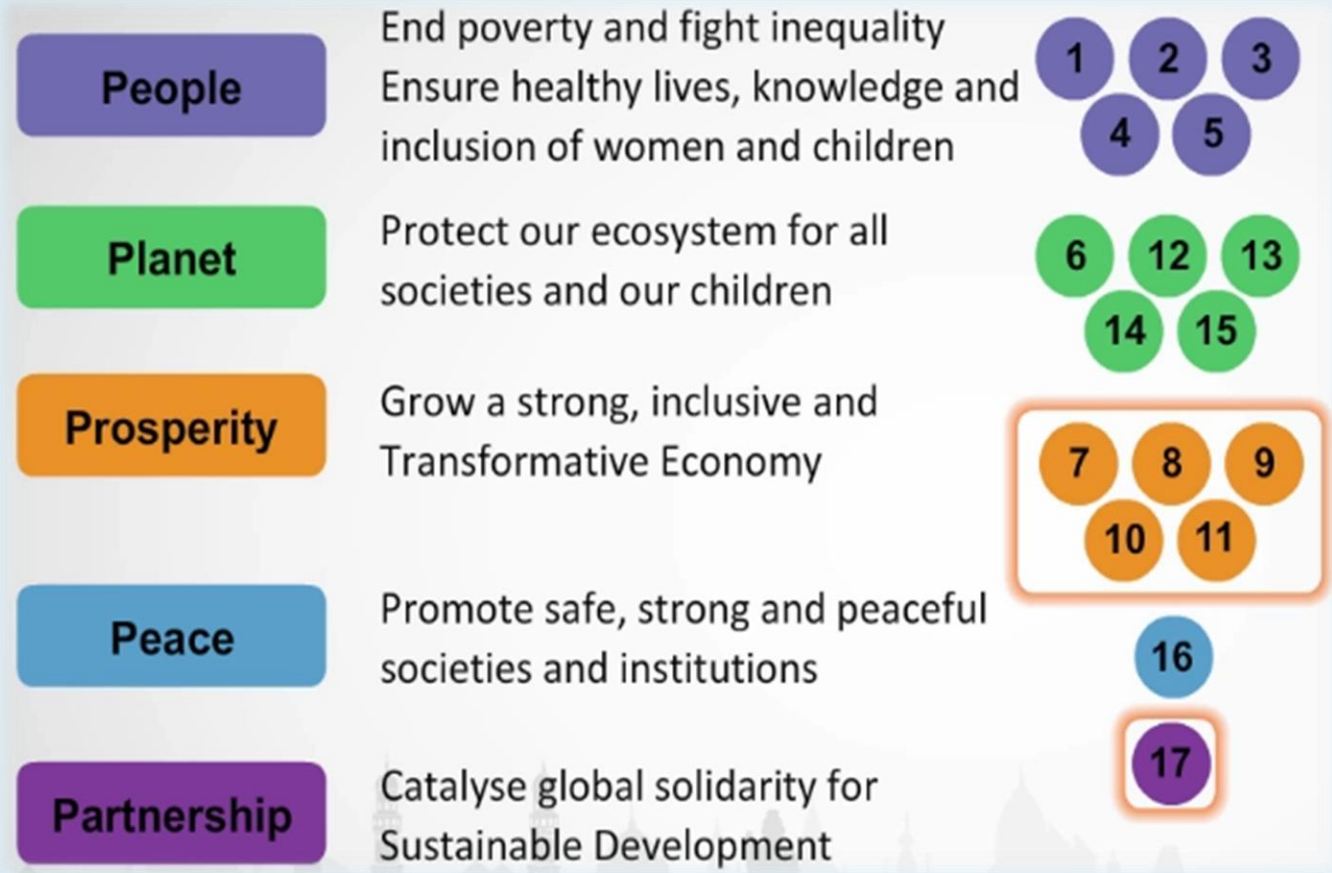 People
End poverty and fight inequality
Ensure healthy lives, knowledge and
inclusion of women and children
1 2 3
4 5
Planet
Protect our ecosystem for all
societies and our children
6 12 13
14 15
Prosperity
Grow a strong, inclusive and
Transformative Economy
7 8 9
10 11
Peace
Promote safe, strong and peaceful
societies and institutions
16
Partnership
Catalyse global solidarity for
Sustainable Development
17